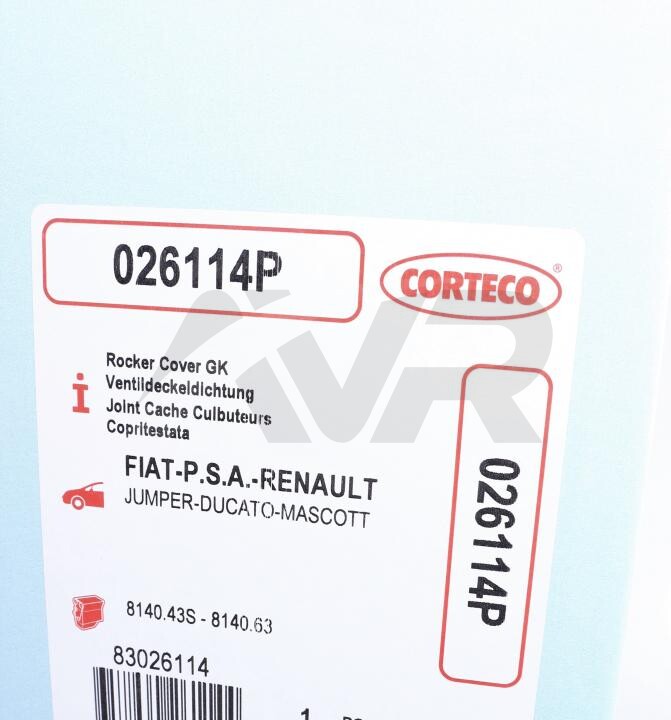 026114P
CORTECO®
Rocker Cover GK
Ventildeckeldichtung
Joint Cache Culbuteurs
Copritestata
FIAT-P.S.A.-RENAULT
JUMPER-DUCATO-MASCOTT
026114P
8140.43S - 8140.63
83026114
1